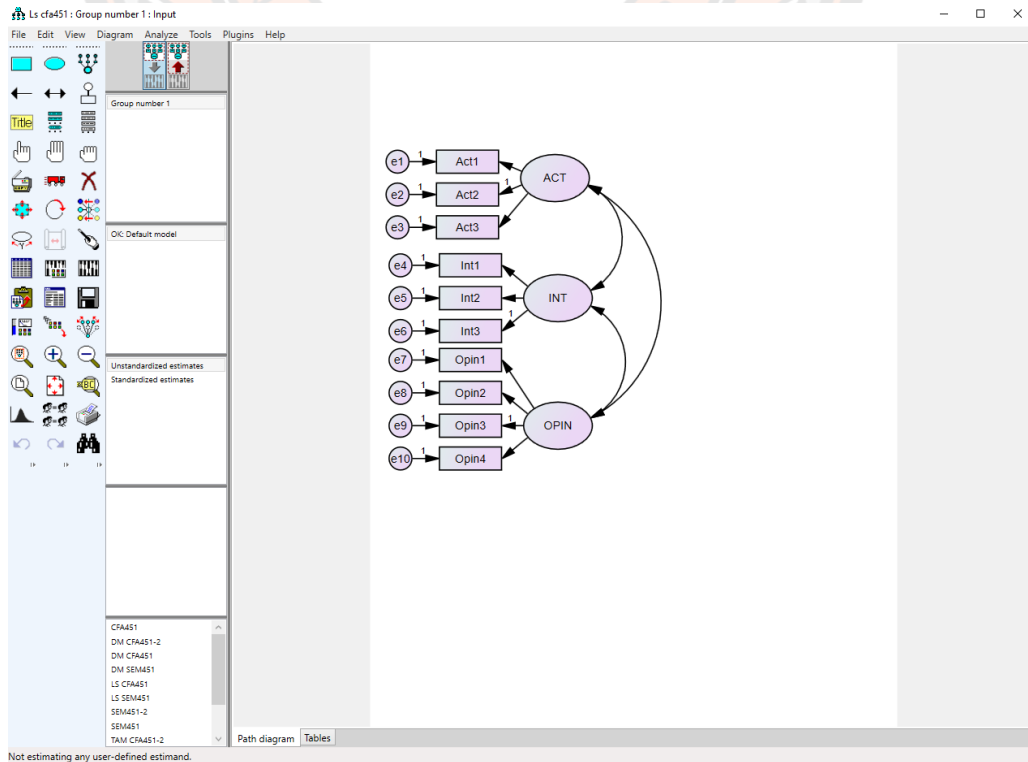 Ls cfa451 : Group number 1 : Input
File Edit View Diagram Analyze Tools Plugins Help
Title
Group number 1
OK: Default model
Unstandardized estimates
Standardized estimates
CFA451
DM CFA451-2
DM CFA451
DM SEM451
LS CFA451
LS SEM451
SEM451-2
SEM451
TAM CFA451-2
e1 1 Act1
ACT
e2 1 Act2 1
e3 1 Act3
e4 1 Int1
e5 1 Int2
INT
e6 1 Int3 1
e7 1 Opin1
e8 1 Opin2
e9 1 Opin3 1
OPIN
e10 1 Opin4
Path diagram Tables
Not estimating any user-defined estimand.